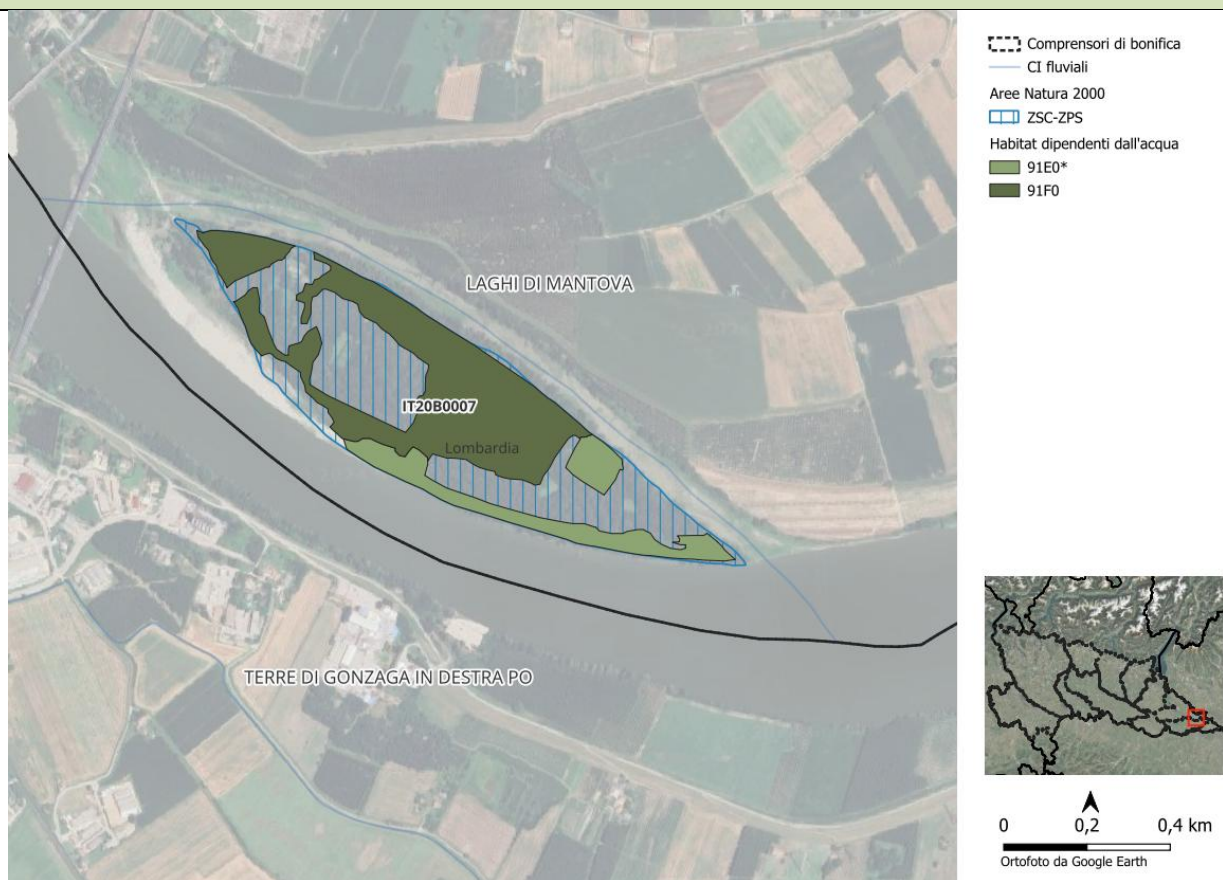 LAGHI DI MANTOVA
IT20B0007
Lombardia
TERRE DI GONZAGA IN DESTRA PO
Comprensori di bonifica
CI fluviali
Aree Natura 2000
ZSC-ZPS
Habitat dipendenti dall'acqua
91E0*
91F0
0 0,2 0,4 km
Ortofoto da Google Earth